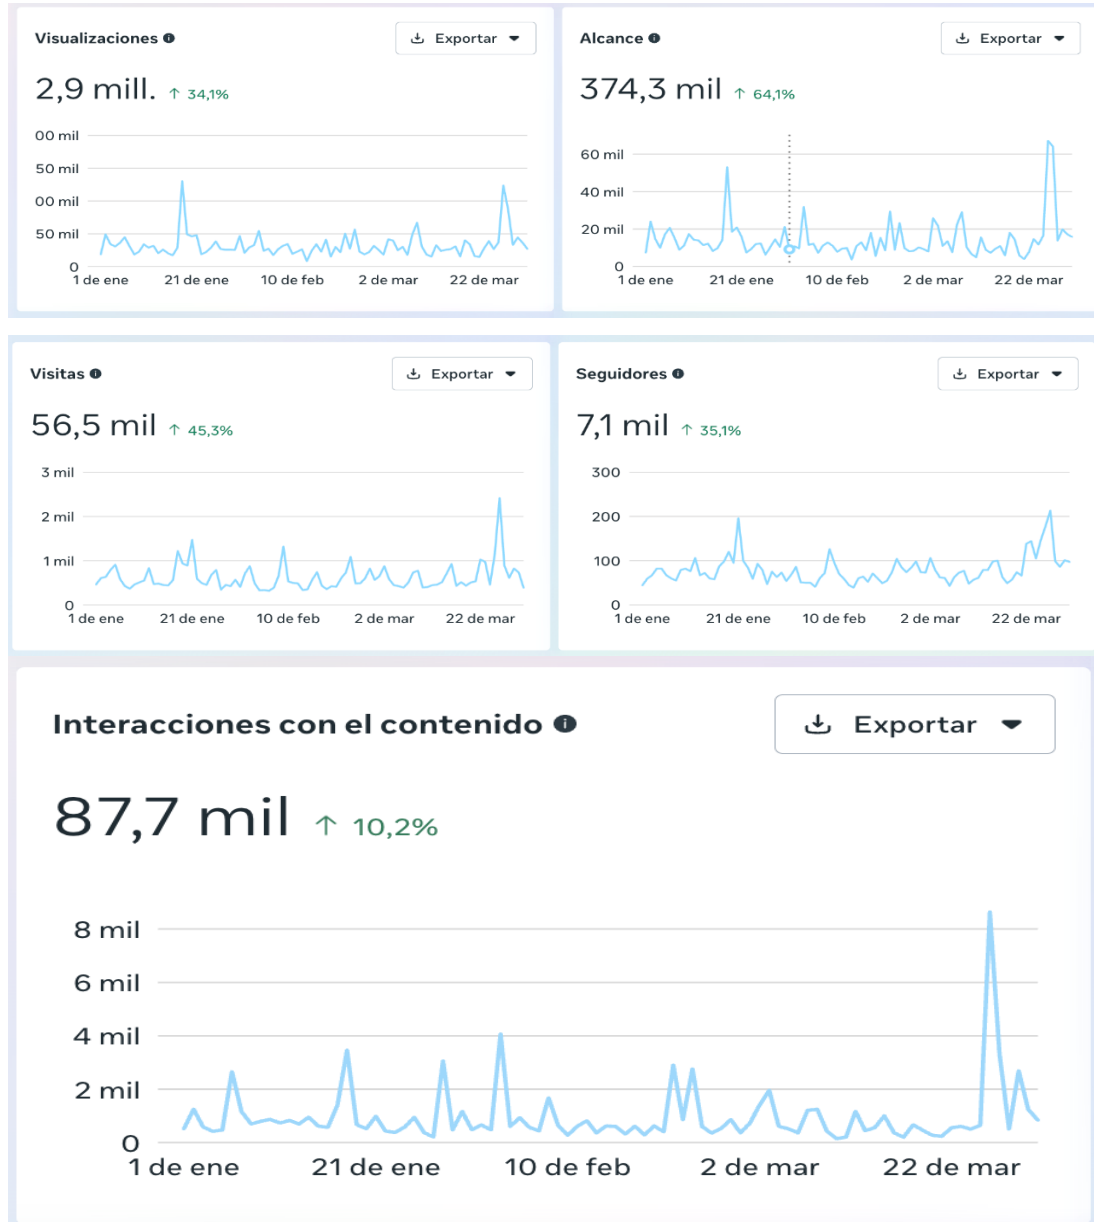 Visualizaciones
Exportar
2,9 mill. ↑ 34,1%
00 mil
50 mil
00 mil
50 mil
0
1 de ene 21 de ene 10 de feb 2 de mar 22 de mar
Alcance
Exportar
374,3 mil ↑ 64,1%
60 mil
40 mil
20 mil
0
1 de ene 21 de ene 10 de feb 2 de mar 22 de mar
Visitas
Exportar
56,5 mil ↑ 45,3%
3 mil
2 mil
1 mil
0
1 de ene 21 de ene 10 de feb 2 de mar 22 de mar
Seguidores
Exportar
7,1 mil ↑ 35,1%
300
200
100
0
1 de ene 21 de ene 10 de feb 2 de mar 22 de mar
Interacciones con el contenido
Exportar
87,7 mil ↑ 10,2%
8 mil
6 mil
4 mil
2 mil
0
1 de ene 21 de ene 10 de feb 2 de mar 22 de mar